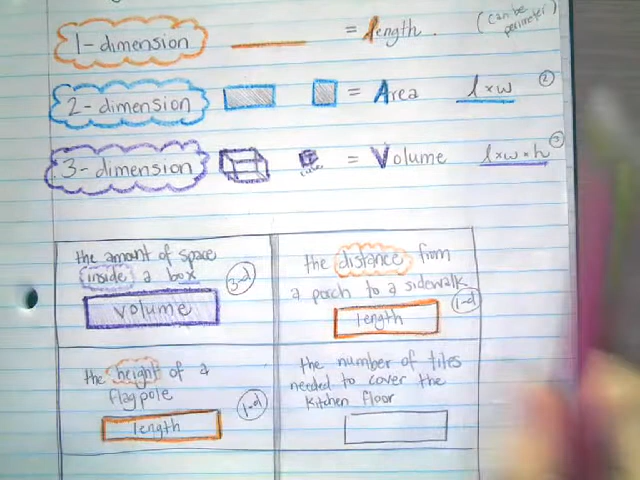 1-dimension = Length. (can be perimeter)
2-dimension = Area l x w ②
3-dimension = Volume l x w x h
the amount of space
inside a box
3-d
volume
the distance from
a porch to a sidewalk
1-d
length
the height of a
flagpole
1-d
length
the number of tiles
needed to cover the
kitchen floor